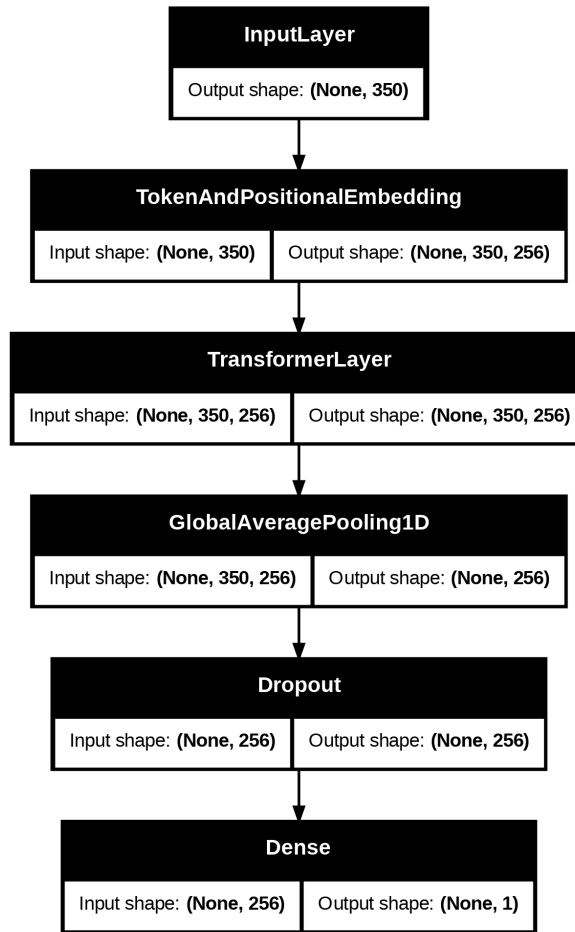 InputLayer
Output shape: (None, 350)
TokenAndPositionalEmbedding
Input shape: (None, 350) Output shape: (None, 350, 256)
TransformerLayer
Input shape: (None, 350, 256) Output shape: (None, 350, 256)
GlobalAveragePooling1D
Input shape: (None, 350, 256) Output shape: (None, 256)
Dropout
Input shape: (None, 256) Output shape: (None, 256)
Dense
Input shape: (None, 256) Output shape: (None, 1)